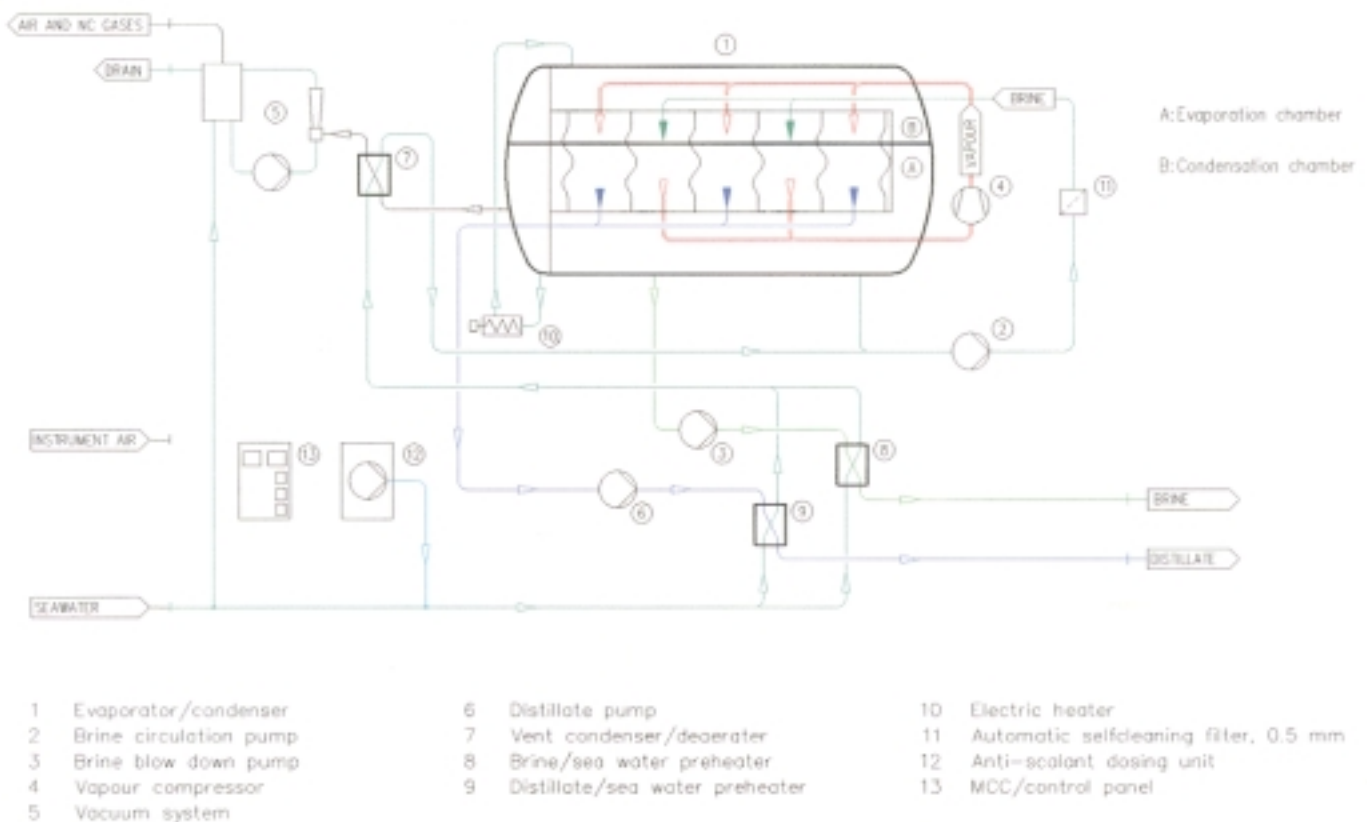 AIR AND NC GASES
DRAIN
1
BRINE
A:Evaporation chamber
B:Condensation chamber
5
7
B
A
VAPOUR
4
11
10
2
INSTRUMENT AIR
13
12
3
8
6
9
BRINE
DISTILLATE
SEAWATER
1 Evaporator/condenser
2 Brine circulation pump
3 Brine blow down pump
4 Vapour compressor
5 Vacuum system
6 Distillate pump
7 Vent condenser/deaerater
8 Brine/sea water preheater
9 Distillate/sea water preheater
10 Electric heater
11 Automatic selfcleaning filter, 0.5 mm
12 Anti-scalant dosing unit
13 MCC/control panel